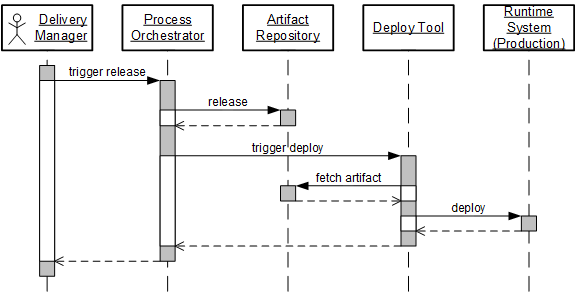 Delivery
Manager
Process
Orchestrator
Artifact
Repository
Deploy Tool
Runtime
System
(Production)
trigger release
release
trigger deploy
fetch artifact
deploy